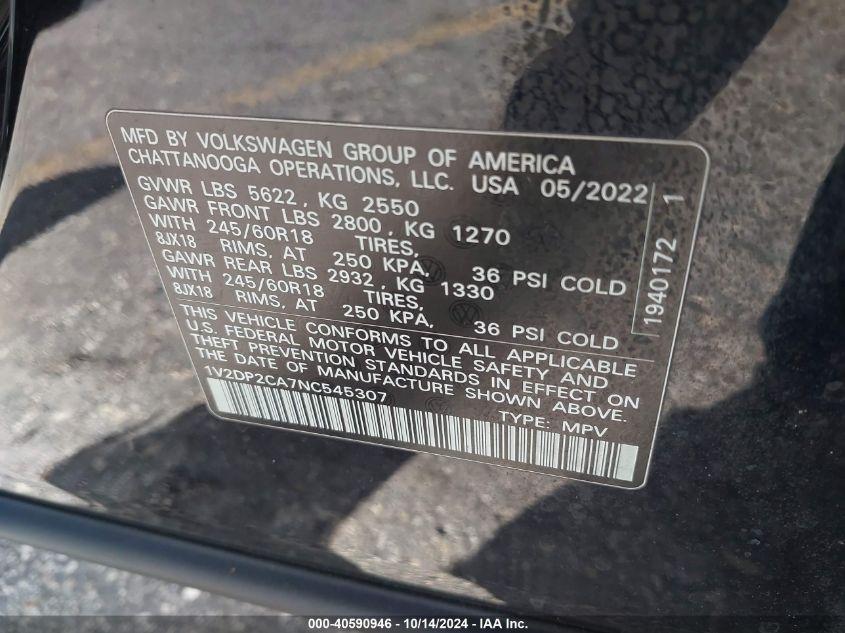 MFD BY VOLKSWAGEN GROUP OF AMERICA
CHATTANOOGA OPERATIONS, LLC. USA 05/2022
GVWR LBS 5622, KG 2550
GAWR FRONT LBS 2800, KG 1270
WITH 245/60R18 TIRES,
8JX18 RIMS, AT 250 KPA, 36 PSI COLD
GAWR REAR LBS 2932, KG 1330
WITH 245/60R18 TIRES,
8JX18 RIMS, AT 250 KPA, 36 PSI COLD
THIS VEHICLE CONFORMS TO ALL APPLICABLE
U.S. FEDERAL MOTOR VEHICLE SAFETY AND
THEFT PREVENTION STANDARDS IN EFFECT ON
THE DATE OF MANUFACTURE SHOWN ABOVE.
1V2DP2CA7NC545307 TYPE: MPV
1940172 1
000-40590946 - 10/14/2024 - IAA Inc.